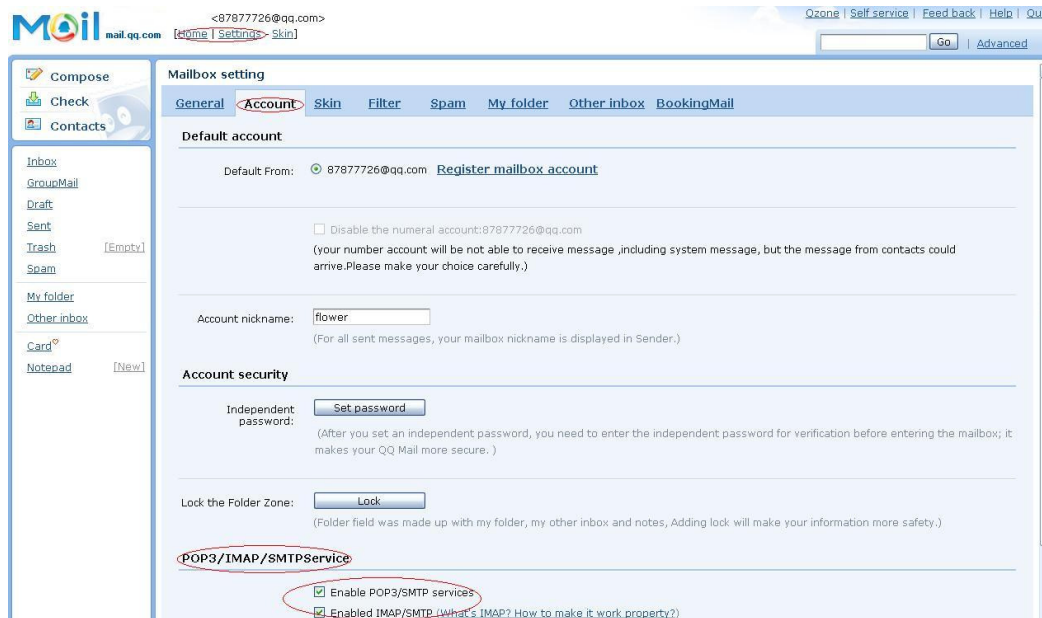 <87877726@qq.com>
Qzone | Self service | Feed back | Help | Qu
MOil mail.qq.com [Home | Settings - Skin]
Go | Advanced
Compose
Check
Contacts
Inbox
GroupMail
Draft
Sent
Trash [Empty]
Spam
My folder
Other inbox
Card
Notepad [New]
Mailbox setting
General Account Skin Filter Spam My folder Other inbox BookingMail
Default account
Default From: 87877726@qq.com Register mailbox account
Disable the numeral account:87877726@qq.com
(your number account will be not able to receive message ,including system message, but the message from contacts could
arrive.Please make your choice carefully.)
Account nickname: flower
(For all sent messages, your mailbox nickname is displayed in Sender.)
Account security
Independent
password: Set password
(After you set an independent password, you need to enter the independent password for verification before entering the mailbox; it
makes your QQ Mail more secure. )
Lock the Folder Zone: Lock
(Folder field was made up with my folder, my other inbox and notes, Adding lock will make your information more safety.)
POP3/IMAP/SMTPService
Enable POP3/SMTP services
Enabled IMAP/SMTP (What's IMAP? How to make it work property?)